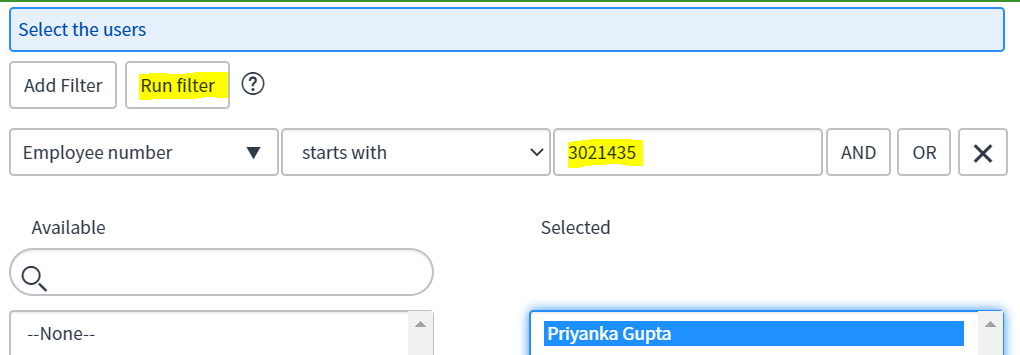 Select the users
Add Filter Run filter ?
Employee number starts with 3021435 AND OR
Available Selected
--None-- Priyanka Gupta